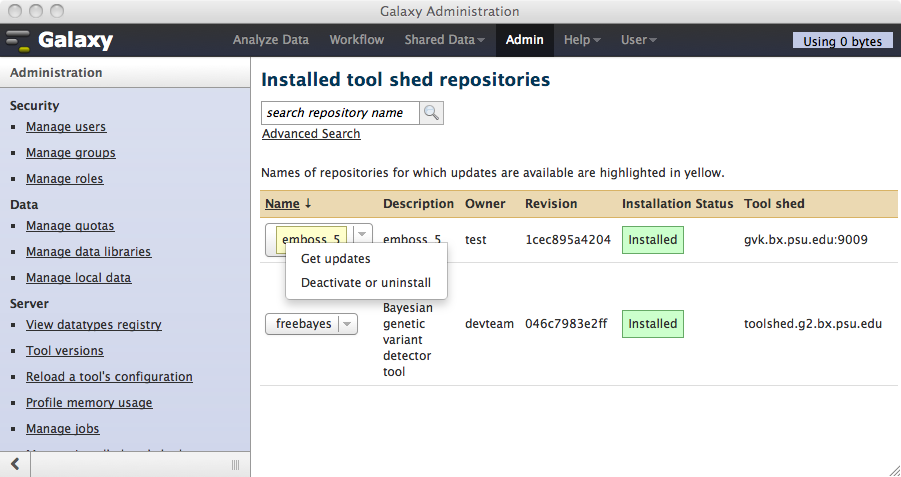 Galaxy Administration
Galaxy
Analyze Data Workflow Shared Data Admin Help User Using 0 bytes
Administration
Security
Manage users
Manage groups
Manage roles
Data
Manage quotas
Manage data libraries
Manage local data
Server
View datatypes registry
Tool versions
Reload a tool's configuration
Profile memory usage
Manage jobs
Installed tool shed repositories
search repository name
Advanced Search
Names of repositories for which updates are available are highlighted in yellow.
Name ↓ Description Owner Revision Installation Status Tool shed
emboss_5 emboss_5 test 1cec895a4204 Installed gvk.bx.psu.edu:9009
Get updates
Deactivate or uninstall
freebayes Bayesian genetic variant detector tool devteam 046c7983e2ff Installed toolshed.g2.bx.psu.edu